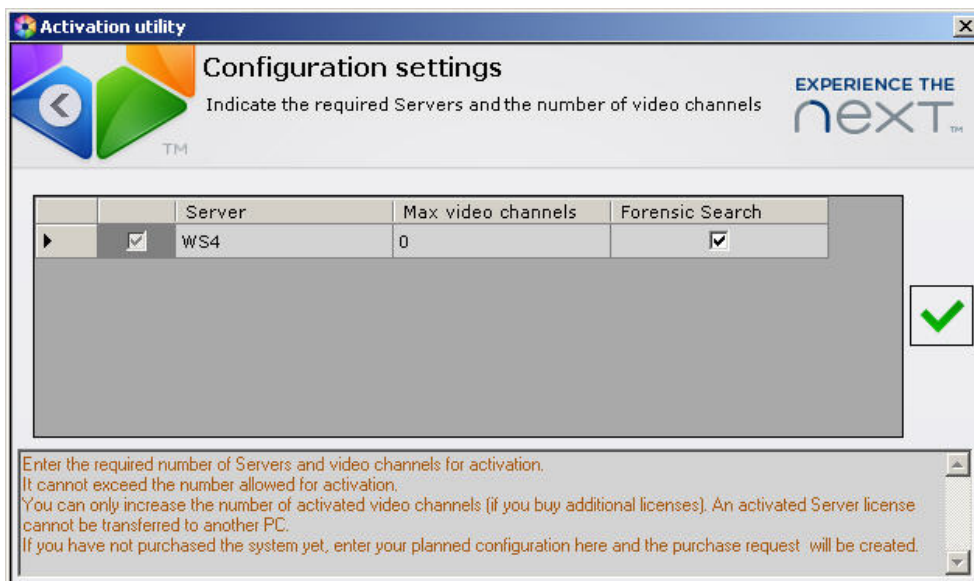 Activation utility
Configuration settings
Indicate the required Servers and the number of video channels
EXPERIENCE THE
next™
TM
Server Max video channels Forensic Search
WS4 0
Enter the required number of Servers and video channels for activation.
It cannot exceed the number allowed for activation.
You can only increase the number of activated video channels (if you buy additional licenses). An activated Server license
cannot be transferred to another PC.
If you have not purchased the system yet, enter your planned configuration here and the purchase request will be created.